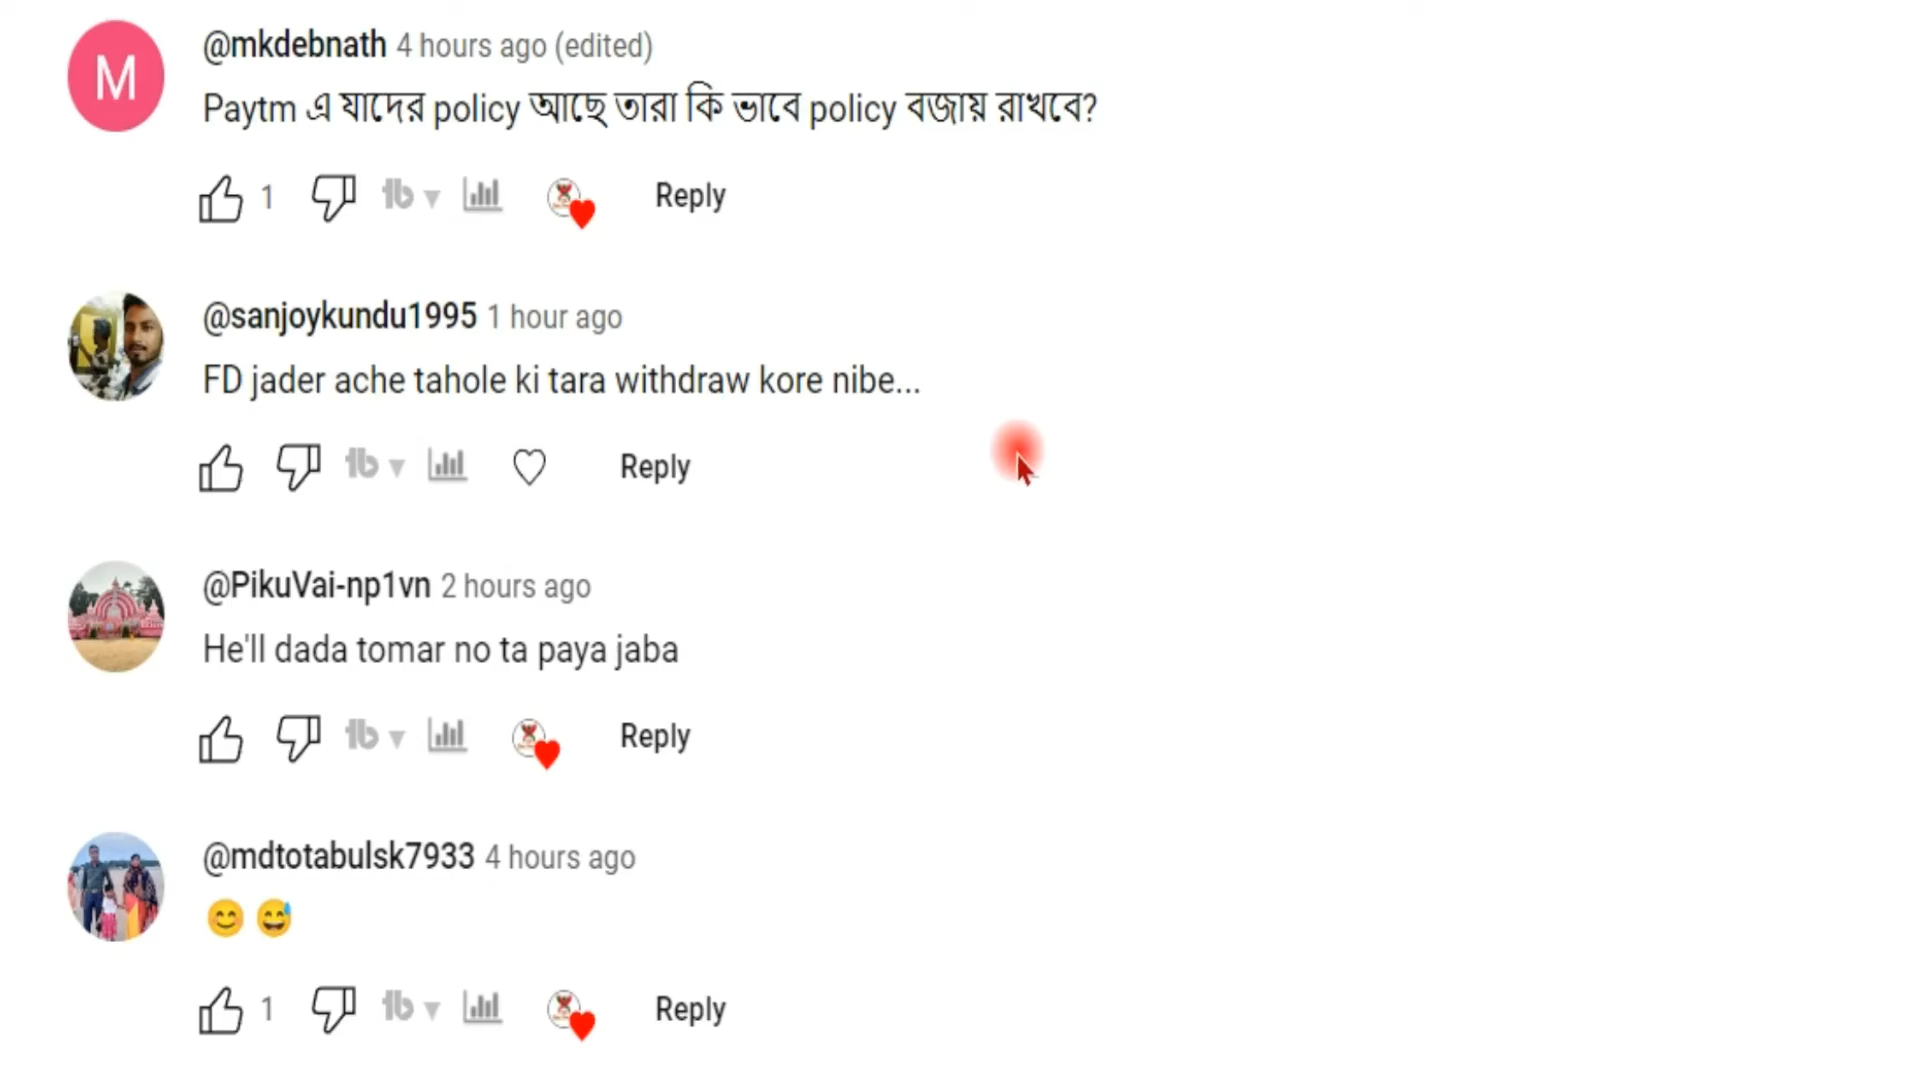 M
@mkdebnath 4 hours ago (edited)
Paytm এ যাদের policy আছে তারা কি ভাবে policy বজায় রাখবে?
1 Reply
@sanjoykundu1995 1 hour ago
FD jader ache tahole ki tara withdraw kore nibe...
Reply
@PikuVai-np1vn 2 hours ago
He'll dada tomar no ta paya jaba
Reply
@mdtotabulsk7933 4 hours ago
😊 😅
1 Reply